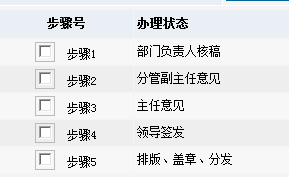 步骤号 办理状态
步骤1 部门负责人核稿
步骤2 分管副主任意见
步骤3 主任意见
步骤4 领导签发
步骤5 排版、盖章、分发